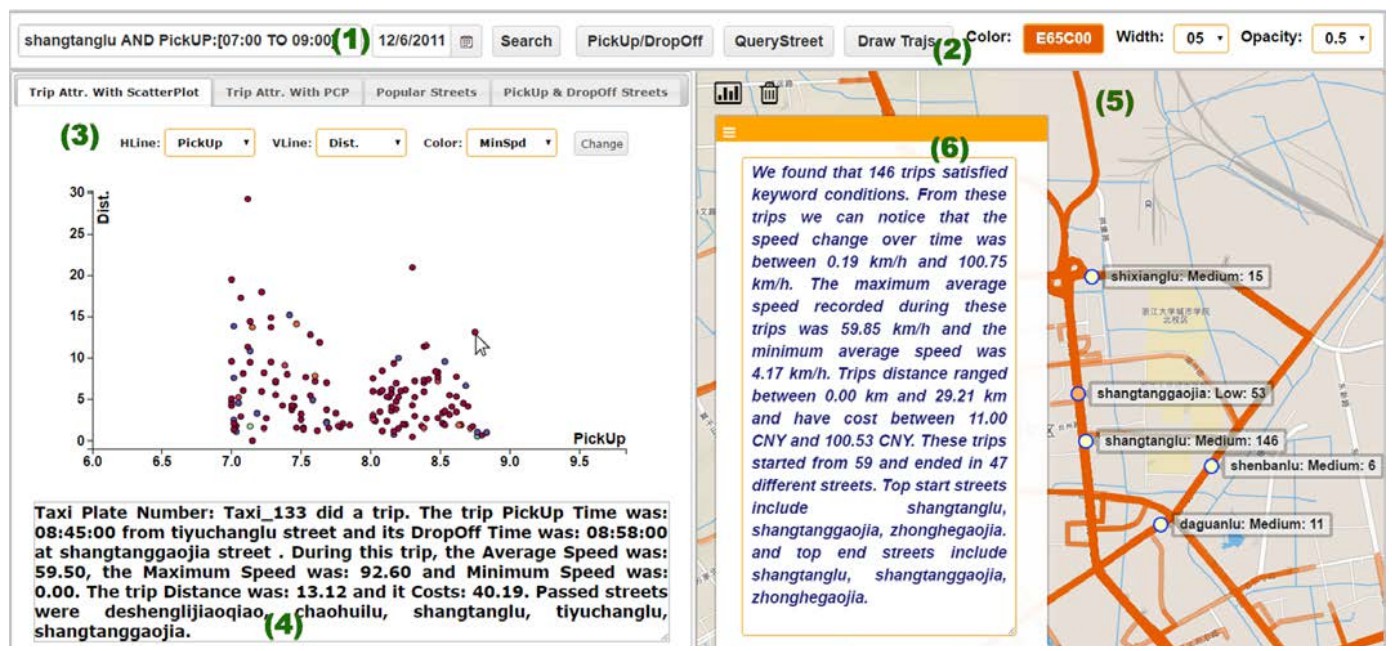 shangtanglu AND PickUP:[07:00 TO 09:00] (1) 12/6/2011 Search PickUp/DropOff QueryStreet Draw Trajs (2) Color: E65C00 Width: 05 Opacity: 0.5
Trip Attr. With ScatterPlot Trip Attr. With PCP Popular Streets PickUp & DropOff Streets
(3) HLine: PickUp VLine: Dist. Color: MinSpd Change
30
25
20
15
10
5
0
Dist.
PickUp
6.0 6.5 7.0 7.5 8.0 8.5 9.0 9.5
Taxi Plate Number: Taxi_133 did a trip. The trip PickUp Time was:
08:45:00 from tiyuchanglu street and its DropOff Time was: 08:58:00
at shangtanggaojia street . During this trip, the Average Speed was:
59.50, the Maximum Speed was: 92.60 and Minimum Speed was:
0.00. The trip Distance was: 13.12 and it Costs: 40.19. Passed streets
were deshenglijiaoqiao, chaohuilu, shangtanglu, tiyuchanglu,
shangtanggaojia.
(4)
(5)
(6)
We found that 146 trips satisfied
keyword conditions. From these
trips we can notice that the
speed change over time was
between 0.19 km/h and 100.75
km/h. The maximum average
speed recorded during these
trips was 59.85 km/h and the
minimum average speed was
4.17 km/h. Trips distance ranged
between 0.00 km and 29.21 km
and have cost between 11.00
CNY and 100.53 CNY. These trips
started from 59 and ended in 47
different streets. Top start streets
include shangtanglu,
shangtanggaojia, zhonghegaojia.
and top end streets include
shangtanglu, shangtanggaojia,
zhonghegaojia.
shixianglu: Medium: 15
浙江大学城市学院
北校区
shangtanggaojia: Low: 53
shangtanglu: Medium: 146
shenbanlu: Medium: 6
daguanlu: Medium: 11